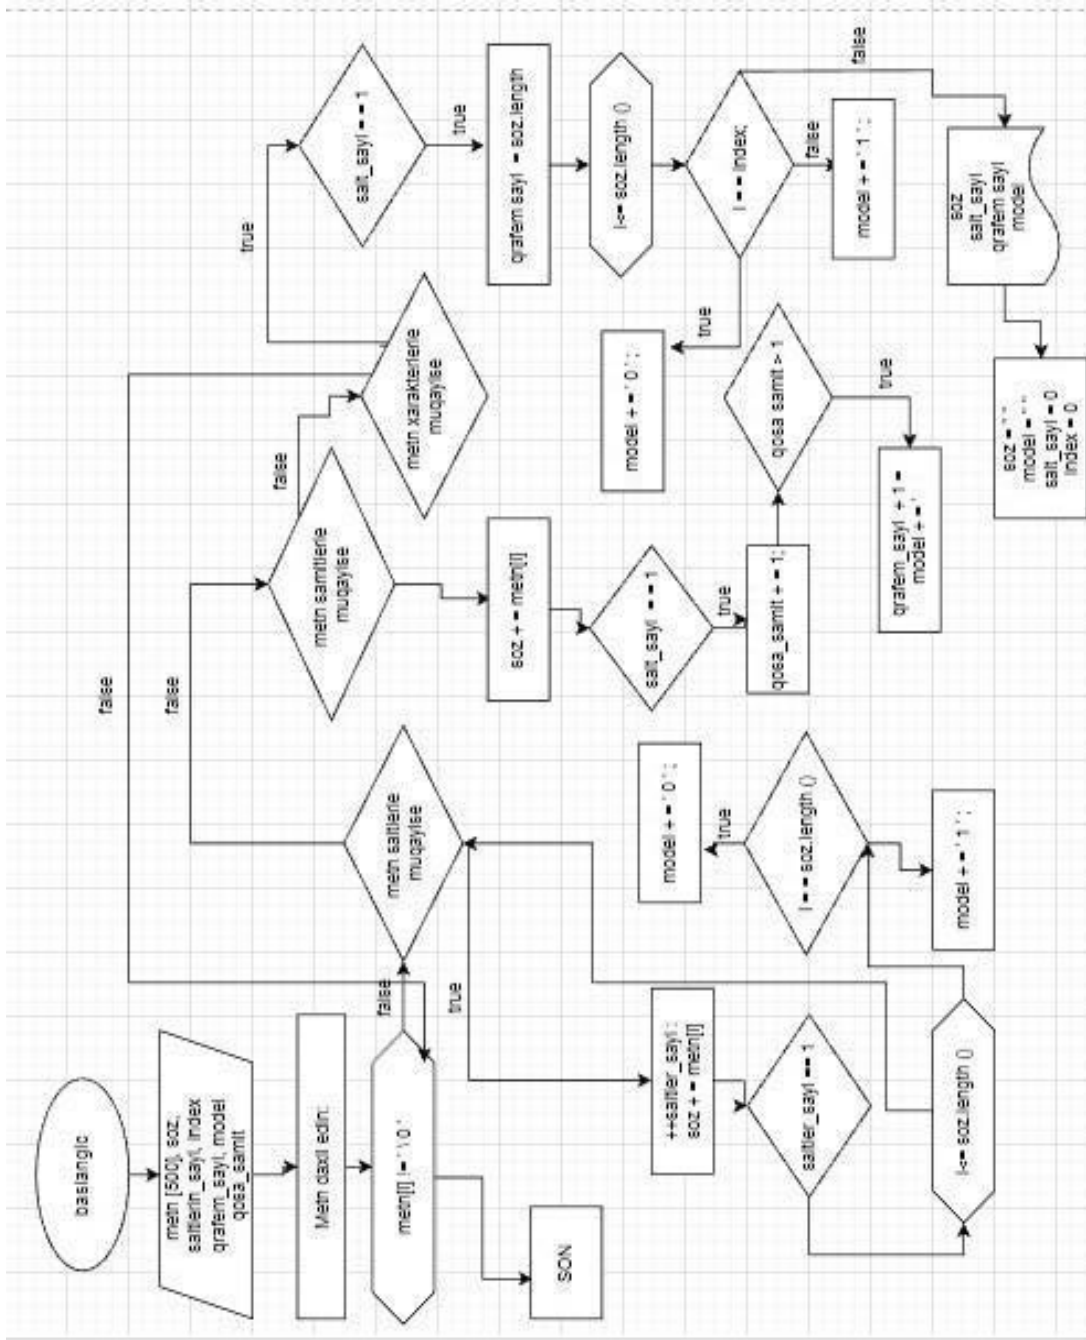 baslangic
metn [500], soz,
saitlerin_sayi, index
qrafem_sayi, model
qosa_samit
Metn daxil edin:
metn[i] != '\0'
SON
false
false
true
metn saitlerle
muqayise
false
++saitler_sayi;
soz + = metn[i]
saitler_sayi == 1
i<= soz.length ()
i = = soz.length ()
true
model + = ' 0 ' ;
model + = ' 1 ' ;
metn samitlerle
muqayise
false
soz + = metn[i]
sait_sayi = = 1
true
qosa_samit + = 1;
qosa samit > 1
true
qrafem_sayi + 1 =
model + = '
metn xarakterlerle
muqayise
true
sait_sayi = = 1
true
qrafem sayi = soz.length
i<= soz.length ()
i = = index;
true
model + = ' 0 ' ;
false
model + = ' 1 ' ;
false
soz
sait_sayi
qrafem sayi
model
soz = " "
model = " "
sait_sayi = 0
index = 0